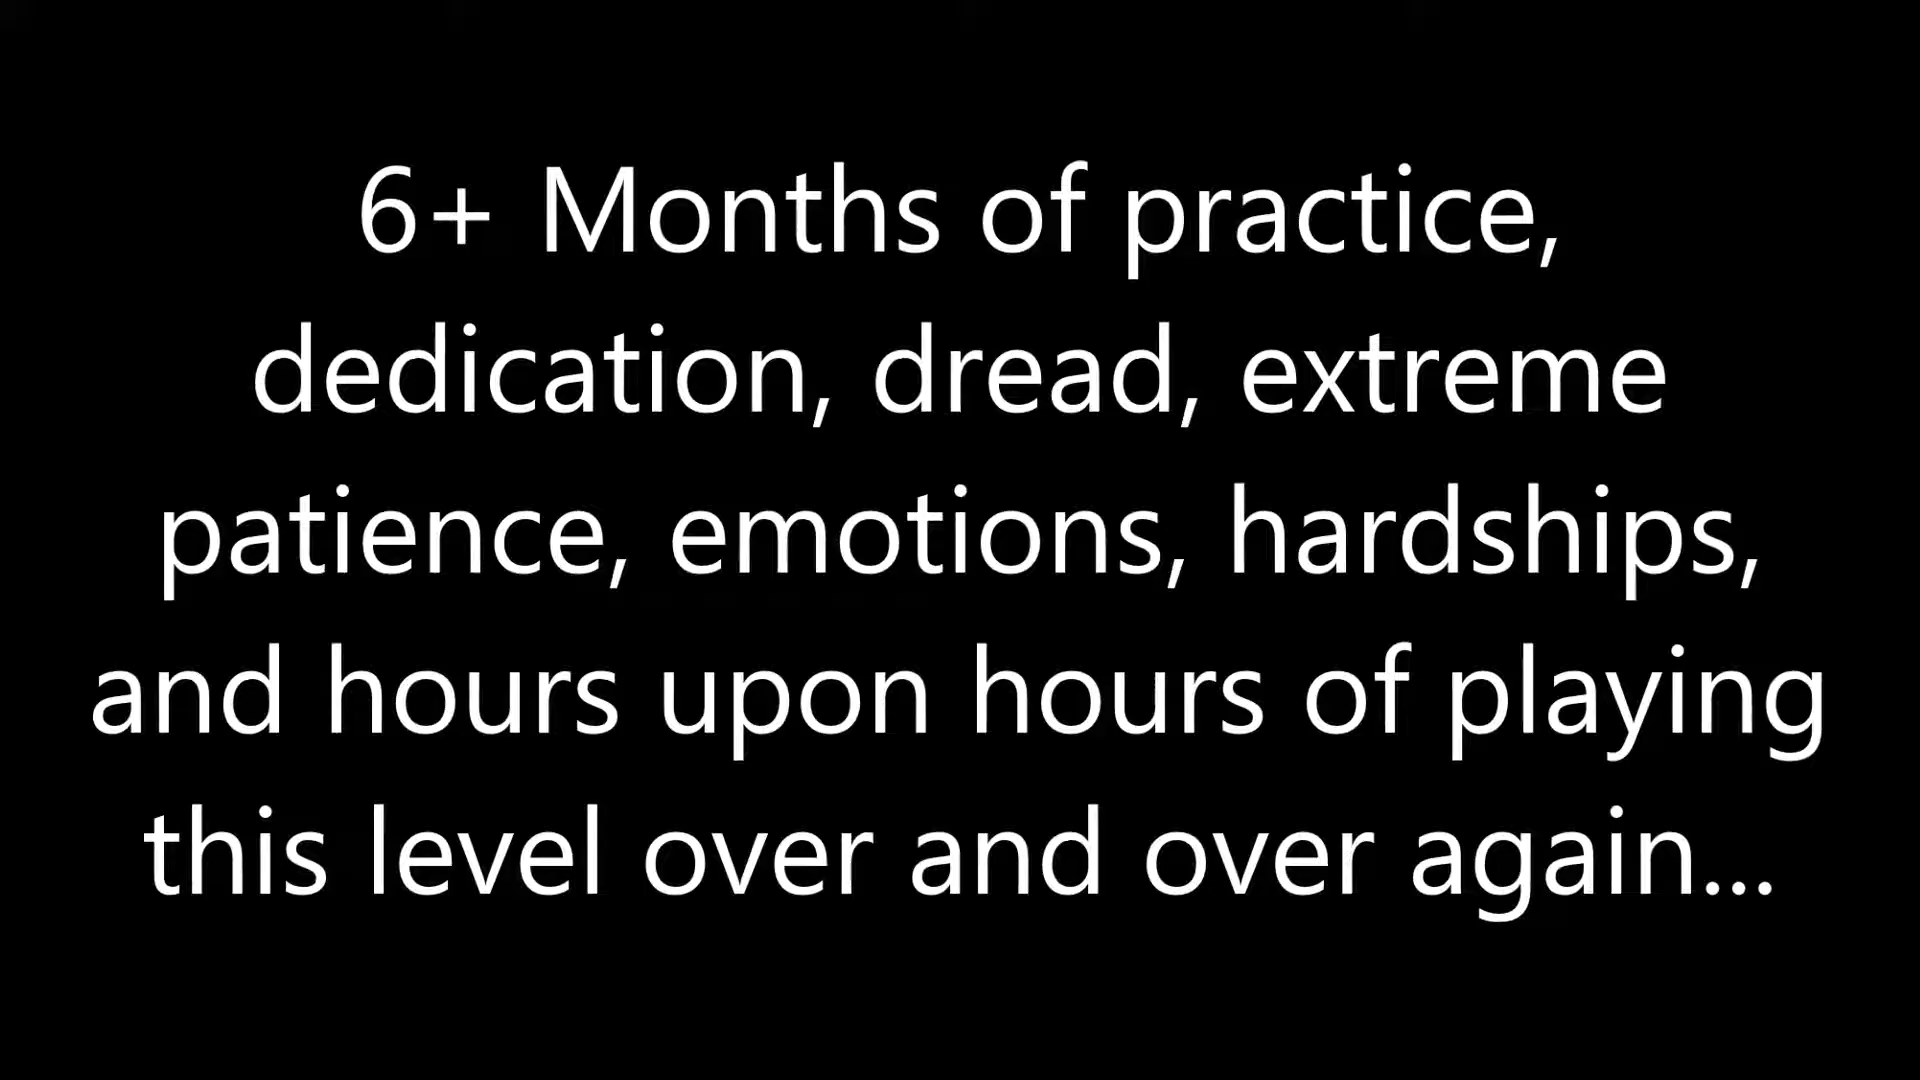 6+ Months of practice,
dedication, dread, extreme
patience, emotions, hardships,
and hours upon hours of playing
this level over and over again...